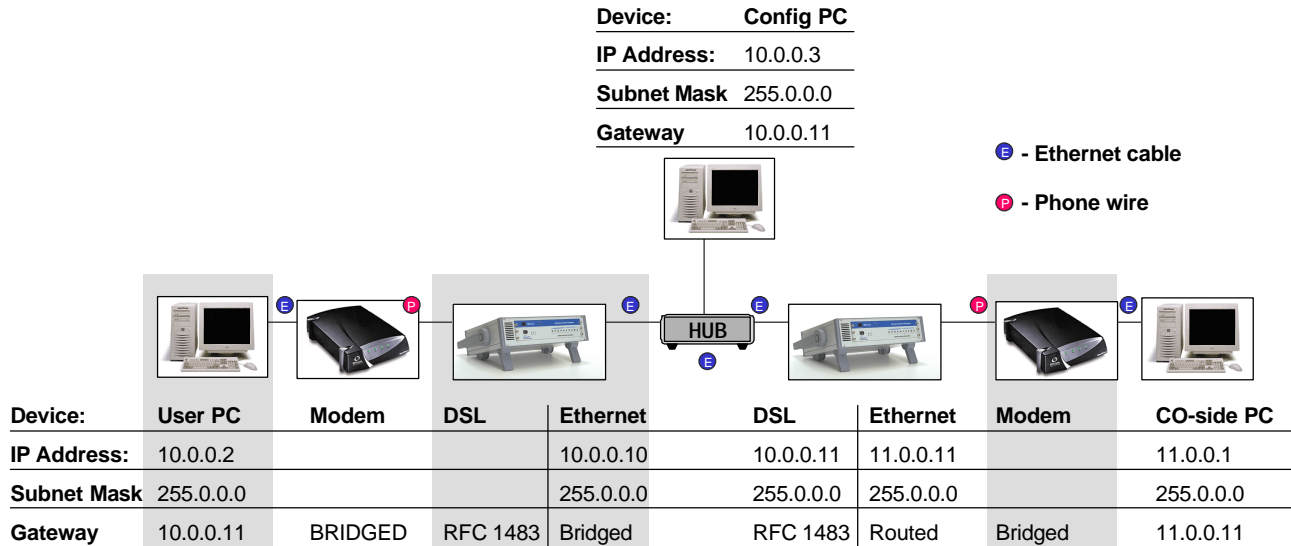 Device: Config PC
IP Address: 10.0.0.3
Subnet Mask 255.0.0.0
Gateway 10.0.0.11
E - Ethernet cable
P - Phone wire
E P E E P E
HUB
E
Device: User PC Modem DSL Ethernet DSL Ethernet Modem CO-side PC
IP Address: 10.0.0.2 10.0.0.10 10.0.0.11 11.0.0.11 11.0.0.1
Subnet Mask 255.0.0.0 255.0.0.0 255.0.0.0 255.0.0.0 255.0.0.0
Gateway 10.0.0.11 BRIDGED RFC 1483 Bridged RFC 1483 Routed Bridged 11.0.0.11